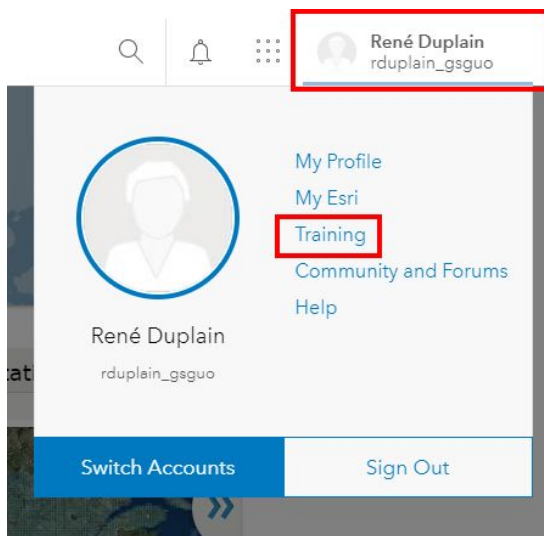 René Duplain
rduplain_gsguo
My Profile
My Esri
Training
Community and Forums
Help
René Duplain
rduplain_gsguo
Switch Accounts
Sign Out